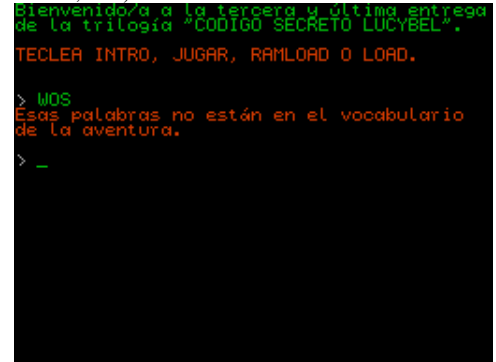 Bienvenido/a a la tercera y última entrega
de la trilogía "CODIGO SECRETO LUCYBEL".
TECLEA INTRO, JUGAR, RAMLOAD O LOAD.
> WOS
Esas palabras no están en el vocabulario
de la aventura.
> _